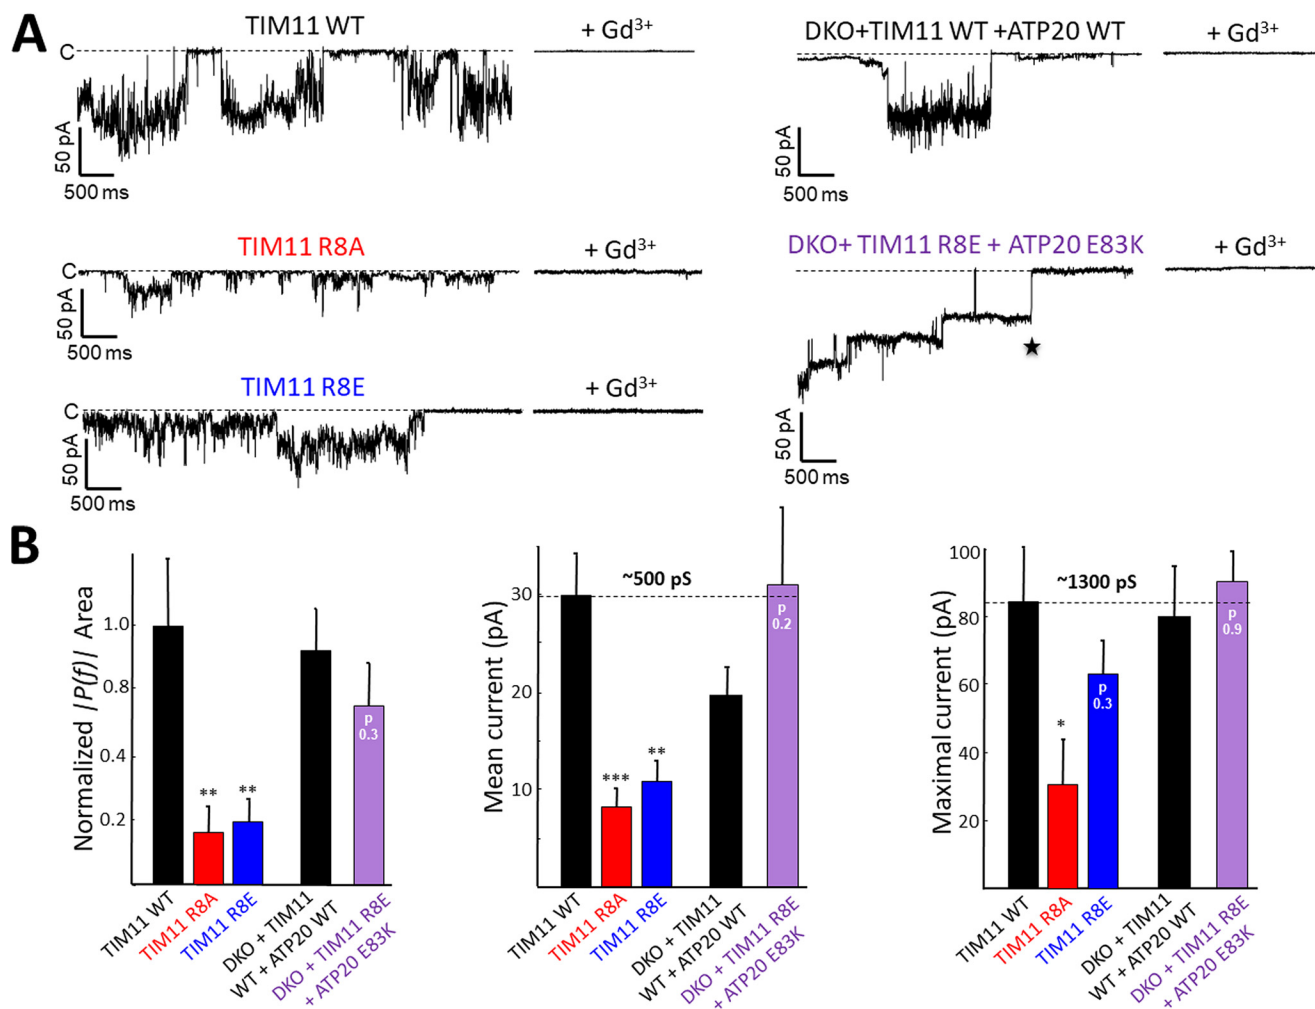 A
TIM11 WT
+ Gd³⁺
C
50 pA
500 ms
DKO+TIM11 WT +ATP20 WT
+ Gd³⁺
50 pA
500 ms
TIM11 R8A
+ Gd³⁺
C
50 pA
500 ms
DKO+ TIM11 R8E + ATP20 E83K
+ Gd³⁺
★
50 pA
500 ms
TIM11 R8E
+ Gd³⁺
C
50 pA
500 ms
B
Normalized |P(f)| Area
1.0
0.8
0.4
0.2
**
**
p
0.3
TIM11 WT
TIM11 R8A
TIM11 R8E
DKO + TIM11
WT + ATP20 WT
DKO + TIM11 R8E
+ ATP20 E83K
Mean current (pA)
30
20
10
~500 pS
***
**
p
0.2
TIM11 WT
TIM11 R8A
TIM11 R8E
DKO + TIM11
WT + ATP20 WT
DKO + TIM11 R8E
+ ATP20 E83K
Maximal current (pA)
100
80
60
40
20
~1300 pS
*
p
0.3
p
0.9
TIM11 WT
TIM11 R8A
TIM11 R8E
DKO + TIM11
WT + ATP20 WT
DKO + TIM11 R8E
+ ATP20 E83K